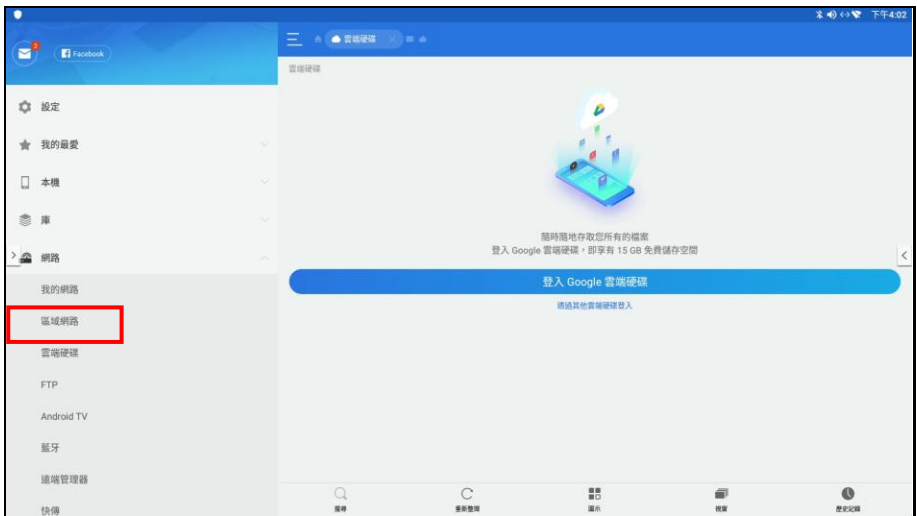 下午4:02
2
Facebook
雲端硬碟
雲端硬碟
設定
我的最愛
本機
庫
網路
我的網路
區域網路
雲端硬碟
FTP
Android TV
藍牙
遠端管理器
快傳
隨時隨地存取您所有的檔案
登入 Google 雲端硬碟,即享有 15 GB 免費儲存空間
登入 Google 雲端硬碟
透過其他雲端硬碟登入
搜尋
重新整理
圖示
視窗
歷史記錄